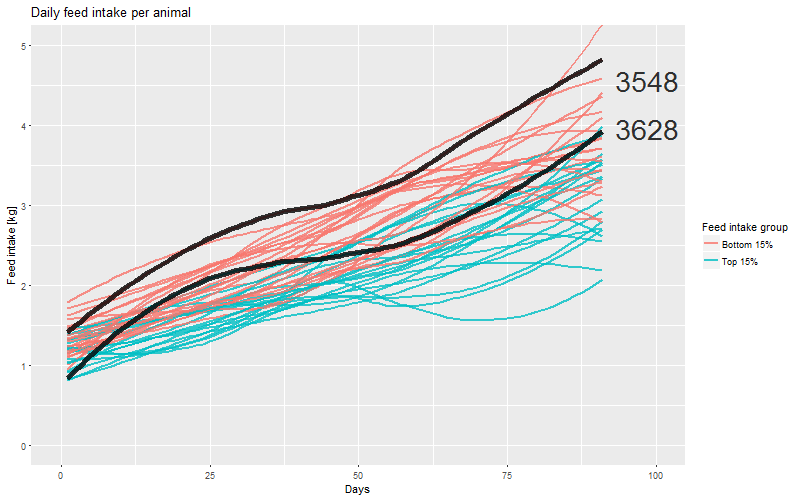 Daily feed intake per animal
5
4
3
2
1
0
Feed intake [kg]
3548
3628
0 25 50 75 100
Days
Feed intake group
Bottom 15%
Top 15%